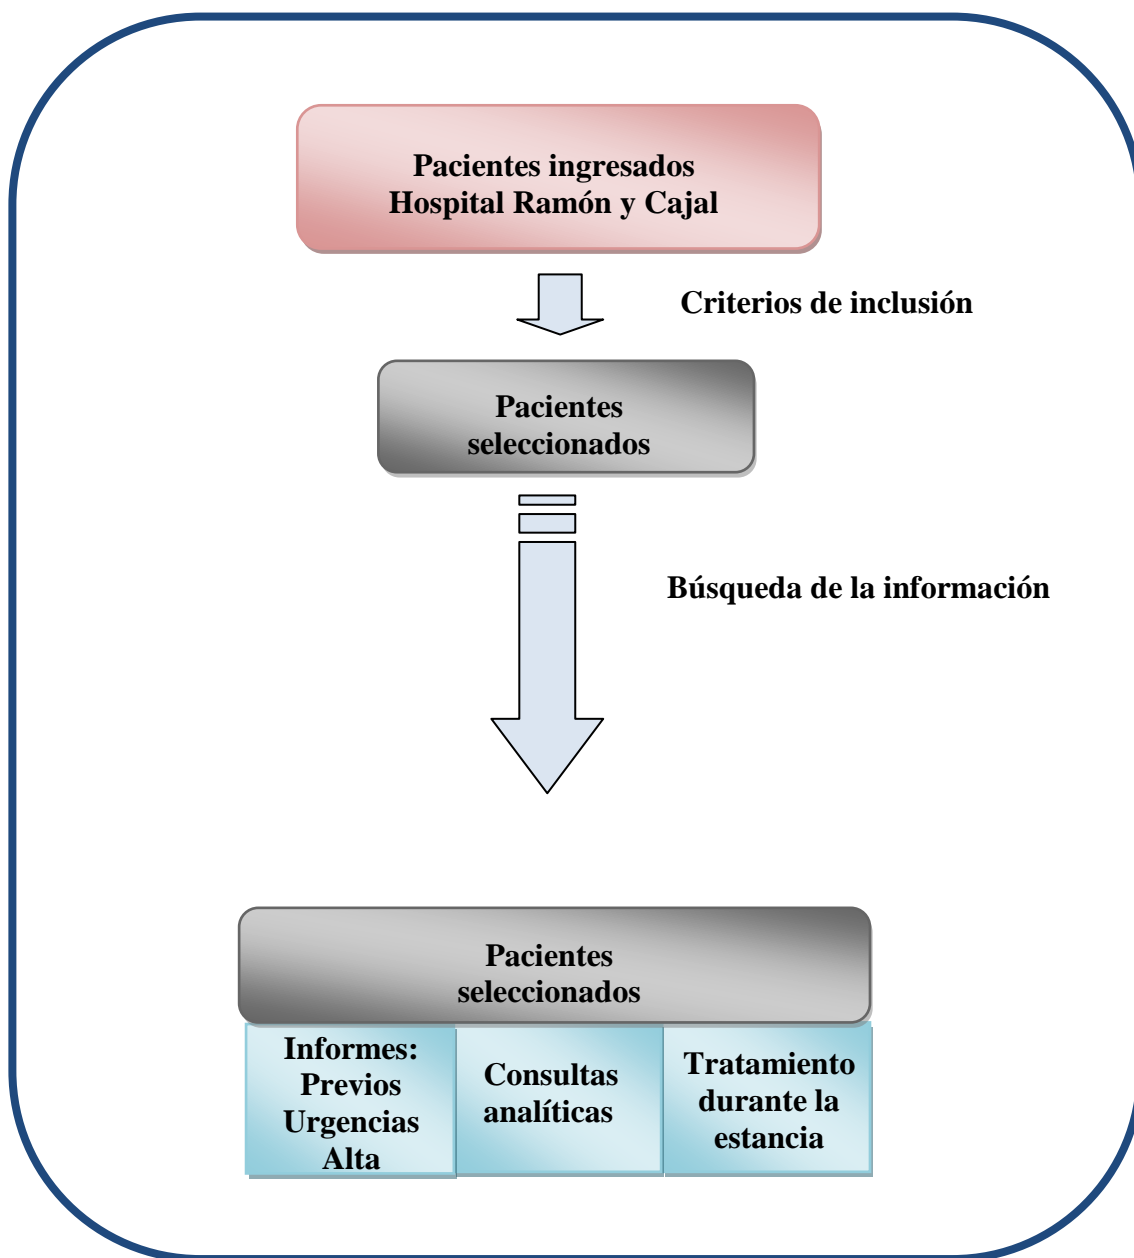 Pacientes ingresados
Hospital Ramón y Cajal
Criterios de inclusión
Pacientes
seleccionados
Búsqueda de la información
Pacientes
seleccionados
Informes:
Previos
Urgencias
Alta
Consultas
analíticas
Tratamiento
durante la
estancia